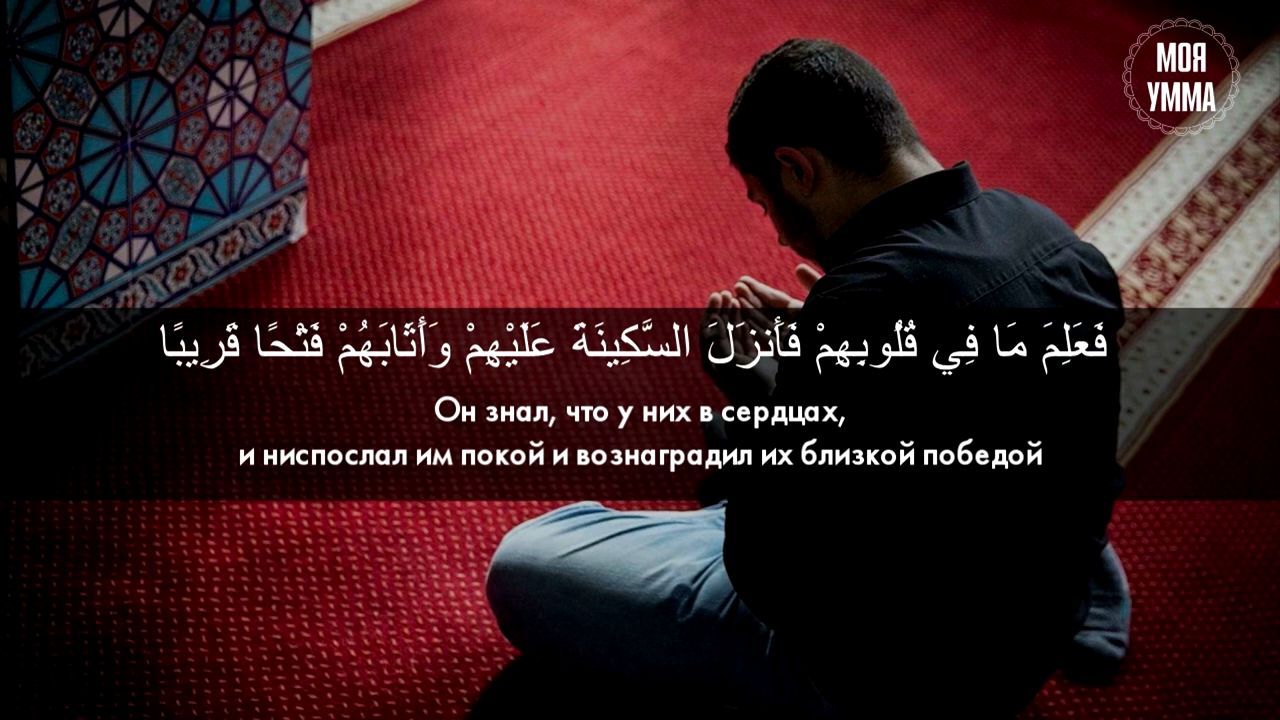 МОЯ
УММА
فَعَلِمَ مَا فِي قُلُوبِهِمْ فَأَنزَلَ السَّكِينَةَ عَلَيْهِمْ وَأَثَابَهُمْ فَتْحًا قَرِيبًا
Он знал, что у них в сердцах,
и ниспослал им покой и вознаградил их близкой победой